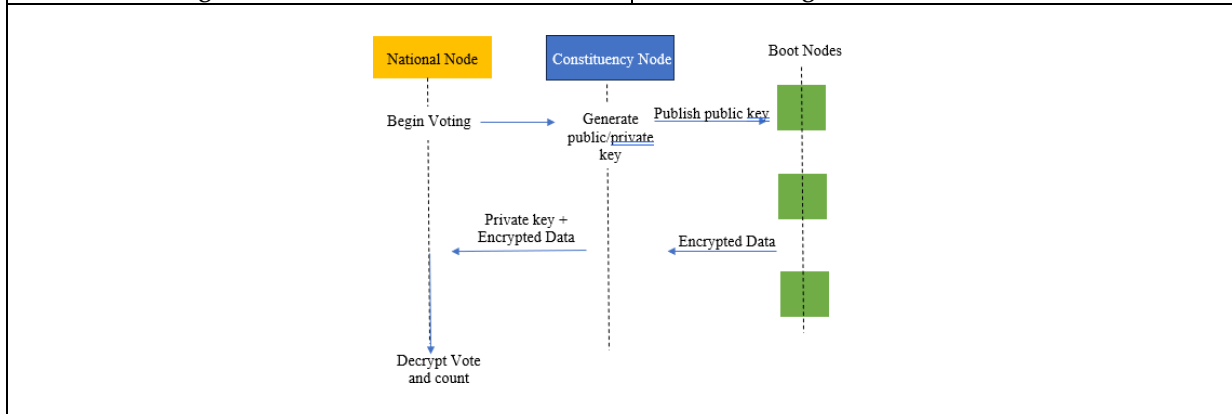 National Node
Constituency Node
Boot Nodes
Begin Voting
Generate
public/private
key
Publish public key
Private key +
Encrypted Data
Encrypted Data
Decrypt Vote
and count